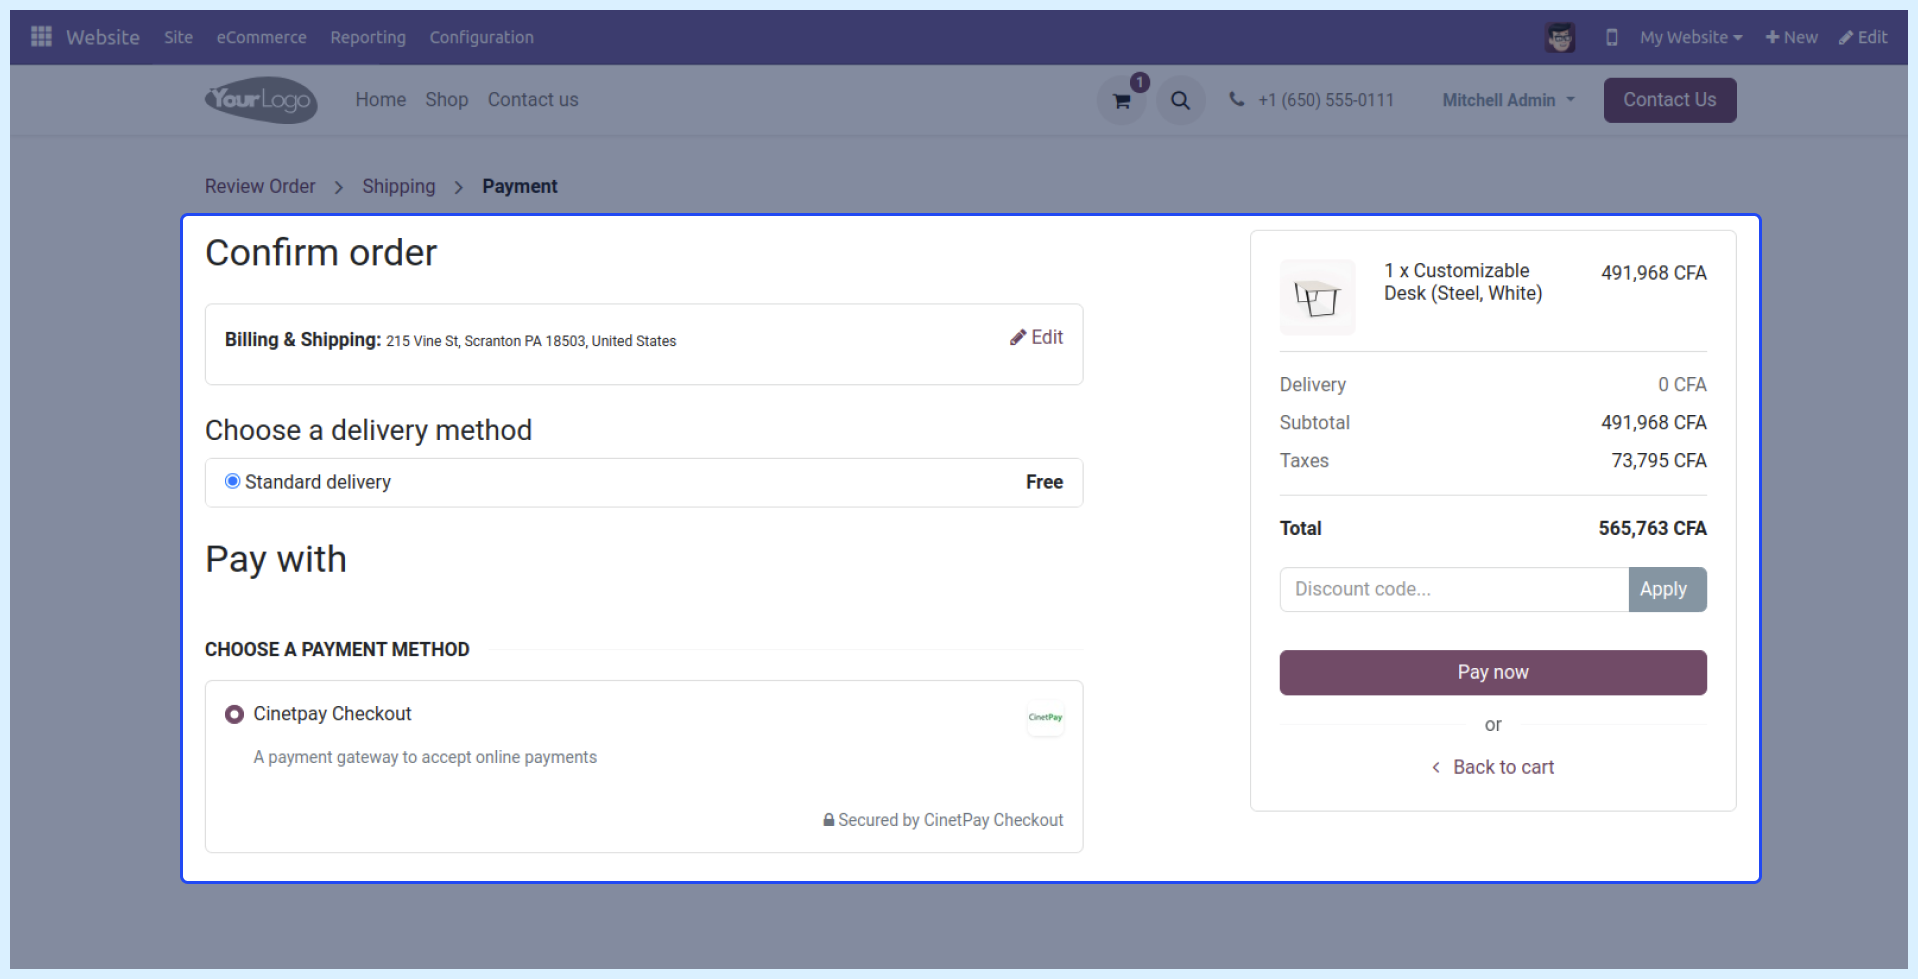 Website Site eCommerce Reporting Configuration My Website New Edit
YourLogo Home Shop Contact us 1 +1 (650) 555-0111 Mitchell Admin Contact Us
Review Order Shipping Payment
Confirm order
Billing & Shipping: 215 Vine St, Scranton PA 18503, United States Edit
Choose a delivery method
Standard delivery Free
Pay with
CHOOSE A PAYMENT METHOD
Cinetpay Checkout CinetPay
A payment gateway to accept online payments
Secured by CinetPay Checkout
1 x Customizable 491,968 CFA
Desk (Steel, White)
Delivery 0 CFA
Subtotal 491,968 CFA
Taxes 73,795 CFA
Total 565,763 CFA
Discount code... Apply
Pay now
or
Back to cart